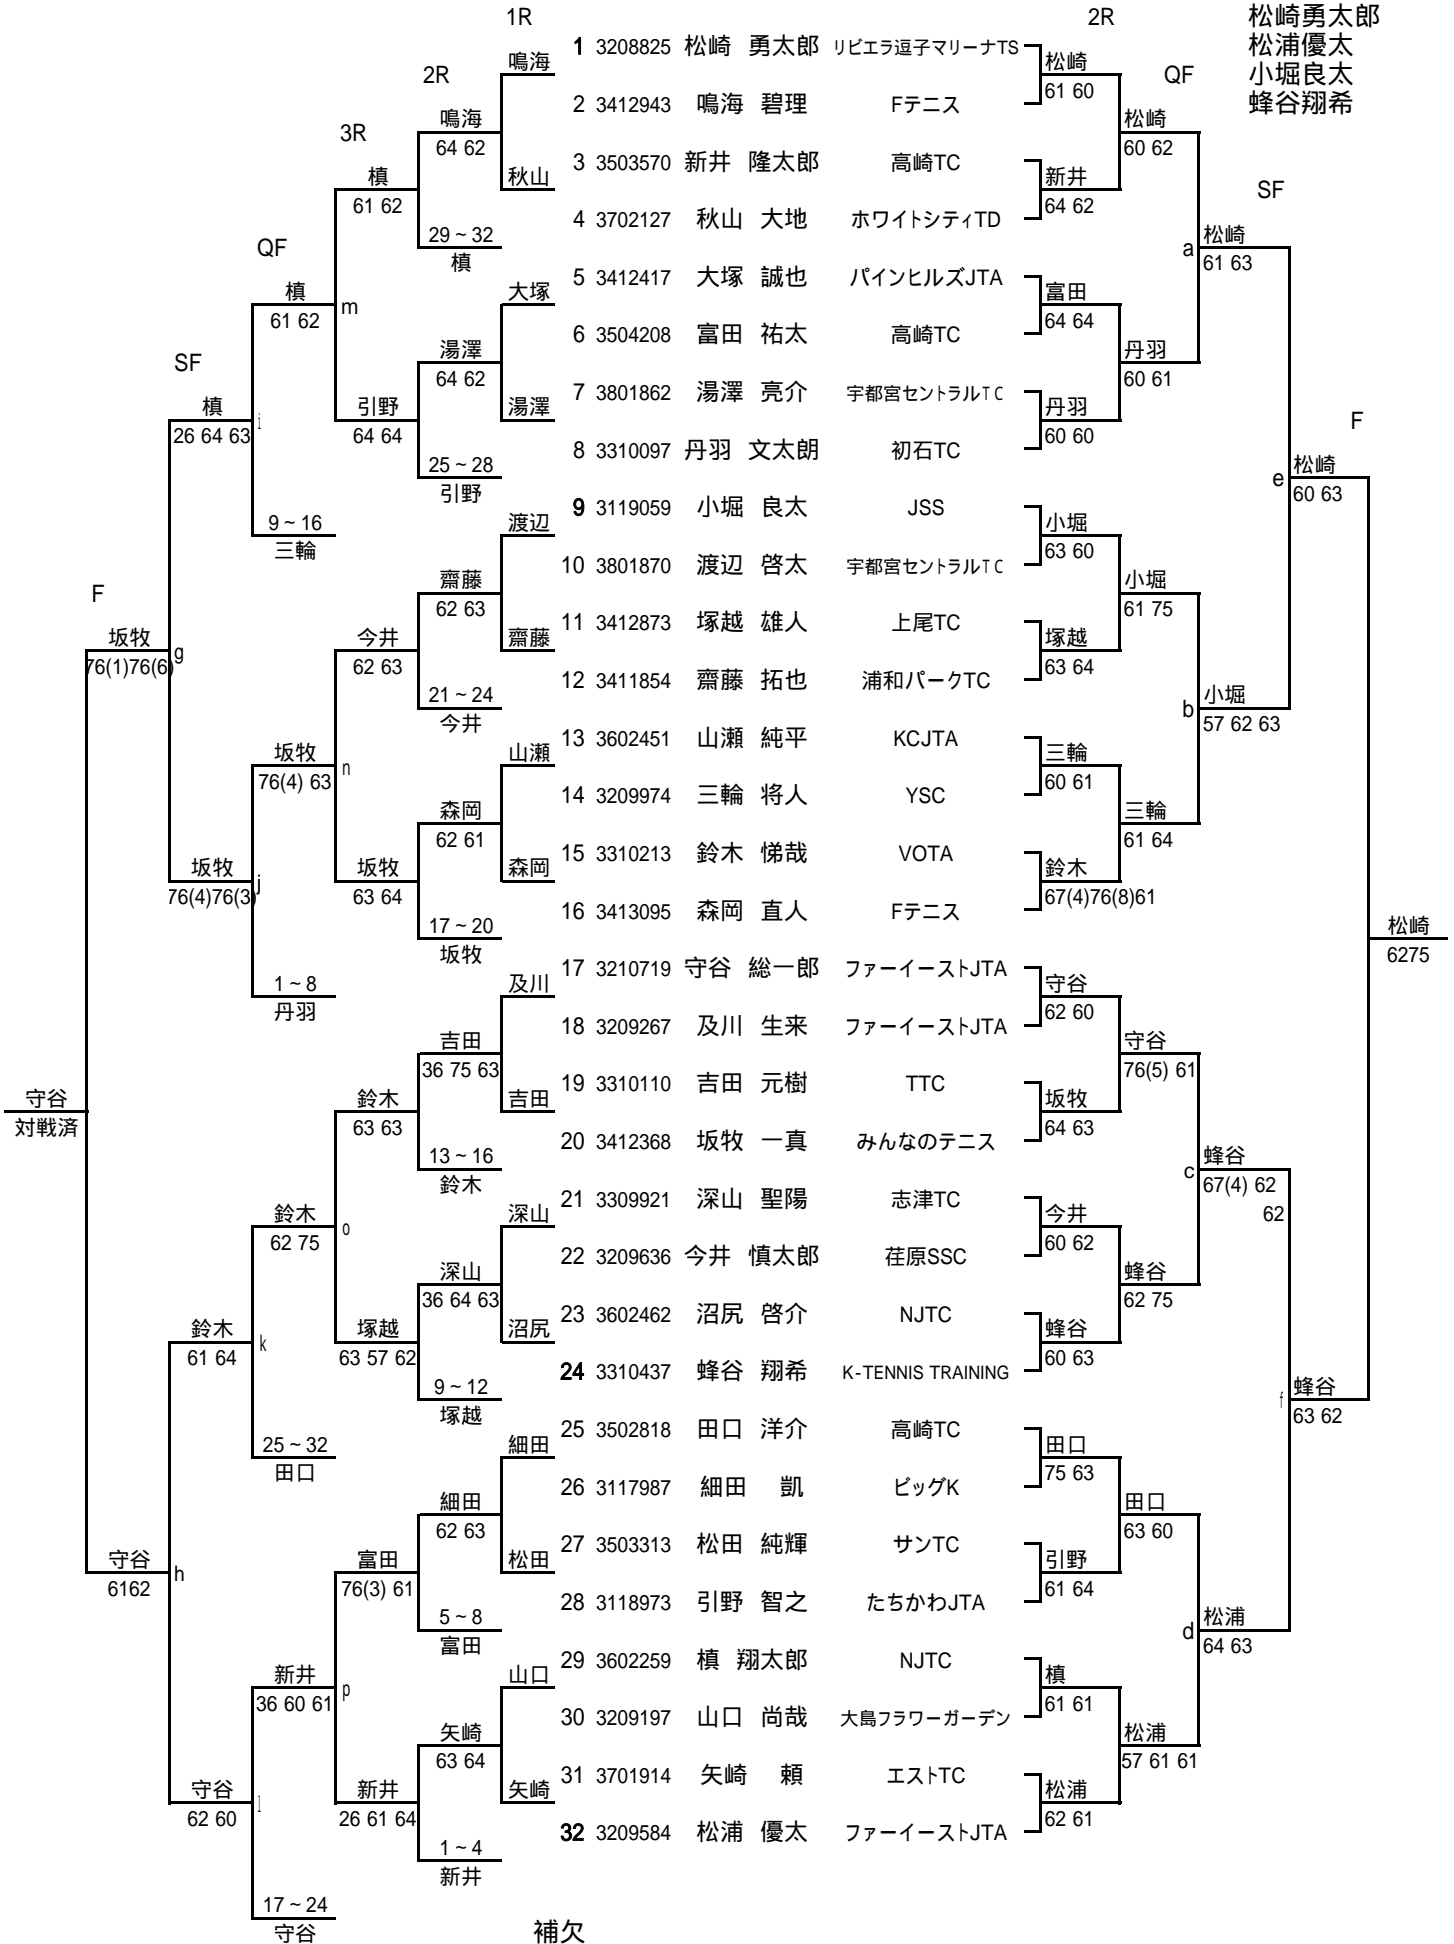 1R
2R
3R
QF
SF
F
2R
QF
SF
F
松崎勇太郎
松浦優太
小堀良太
蜂谷翔希
1 3208825 松崎 勇太郎 リビエラ逗子マリーナTS
2 3412943 鳴海 碧理 Fテニス
3 3503570 新井 隆太郎 高崎TC
4 3702127 秋山 大地 ホワイトシティTD
5 3412417 大塚 誠也 パインヒルズJTA
6 3504208 富田 祐太 高崎TC
7 3801862 湯澤 亮介 宇都宮セントラルTC
8 3310097 丹羽 文太朗 初石TC
9 3119059 小堀 良太 JSS
10 3801870 渡辺 啓太 宇都宮セントラルTC
11 3412873 塚越 雄人 上尾TC
12 3411854 齋藤 拓也 浦和パークTC
13 3602451 山瀬 純平 KCJTA
14 3209974 三輪 将人 YSC
15 3310213 鈴木 悌哉 VOTA
16 3413095 森岡 直人 Fテニス
17 3210719 守谷 総一郎 ファーイーストJTA
18 3209267 及川 生来 ファーイーストJTA
19 3310110 吉田 元樹 TTC
20 3412368 坂牧 一真 みんなのテニス
21 3309921 深山 聖陽 志津TC
22 3209636 今井 慎太郎 荏原SSC
23 3602462 沼尻 啓介 NJTC
24 3310437 蜂谷 翔希 K-TENNIS TRAINING
25 3502818 田口 洋介 高崎TC
26 3117987 細田 凱 ビッグK
27 3503313 松田 純輝 サンTC
28 3118973 引野 智之 たちかわJTA
29 3602259 槙 翔太郎 NJTC
30 3209197 山口 尚哉 大島フラワーガーデン
31 3701914 矢崎 頼 エストTC
32 3209584 松浦 優太 ファーイーストJTA
補欠
鳴海
秋山
大塚
湯澤
渡辺
齋藤
山瀬
森岡
及川
吉田
深山
沼尻
細田
松田
山口
矢崎
鳴海
64 62
29～32
槙
湯澤
64 62
25～28
引野
齋藤
62 63
21～24
今井
森岡
62 61
17～20
坂牧
吉田
36 75 63
13～16
鈴木
深山
36 64 63
9～12
塚越
細田
62 63
5～8
富田
矢崎
63 64
1～4
新井
槙
61 62
m
引野
64 64
今井
62 63
n
坂牧
63 64
鈴木
63 63
o
塚越
63 57 62
富田
76(3) 61
p
新井
26 61 64
槙
61 62
i
9～16
三輪
坂牧
76(4) 63
j
1～8
丹羽
鈴木
62 75
k
25～32
田口
新井
36 60 61
l
17～24
守谷
槙
26 64 63
g
坂牧
76(4)76(3)
鈴木
61 64
h
守谷
62 60
坂牧
76(1)76(6)
守谷
6162
守谷
対戦済
松崎
61 60
新井
64 62
富田
64 64
丹羽
60 60
小堀
63 60
塚越
63 64
三輪
60 61
鈴木
67(4)76(8)61
守谷
62 60
坂牧
64 63
今井
60 62
蜂谷
60 63
田口
75 63
引野
61 64
槙
61 61
松浦
62 61
松崎
60 62
a
丹羽
60 61
小堀
61 75
b
三輪
61 64
守谷
76(5) 61
c
蜂谷
62 75
田口
63 60
d
松浦
57 61 61
松崎
61 63
e
小堀
57 62 63
蜂谷
67(4) 62
62
f
松浦
64 63
松崎
60 63
蜂谷
63 62
松崎
6275